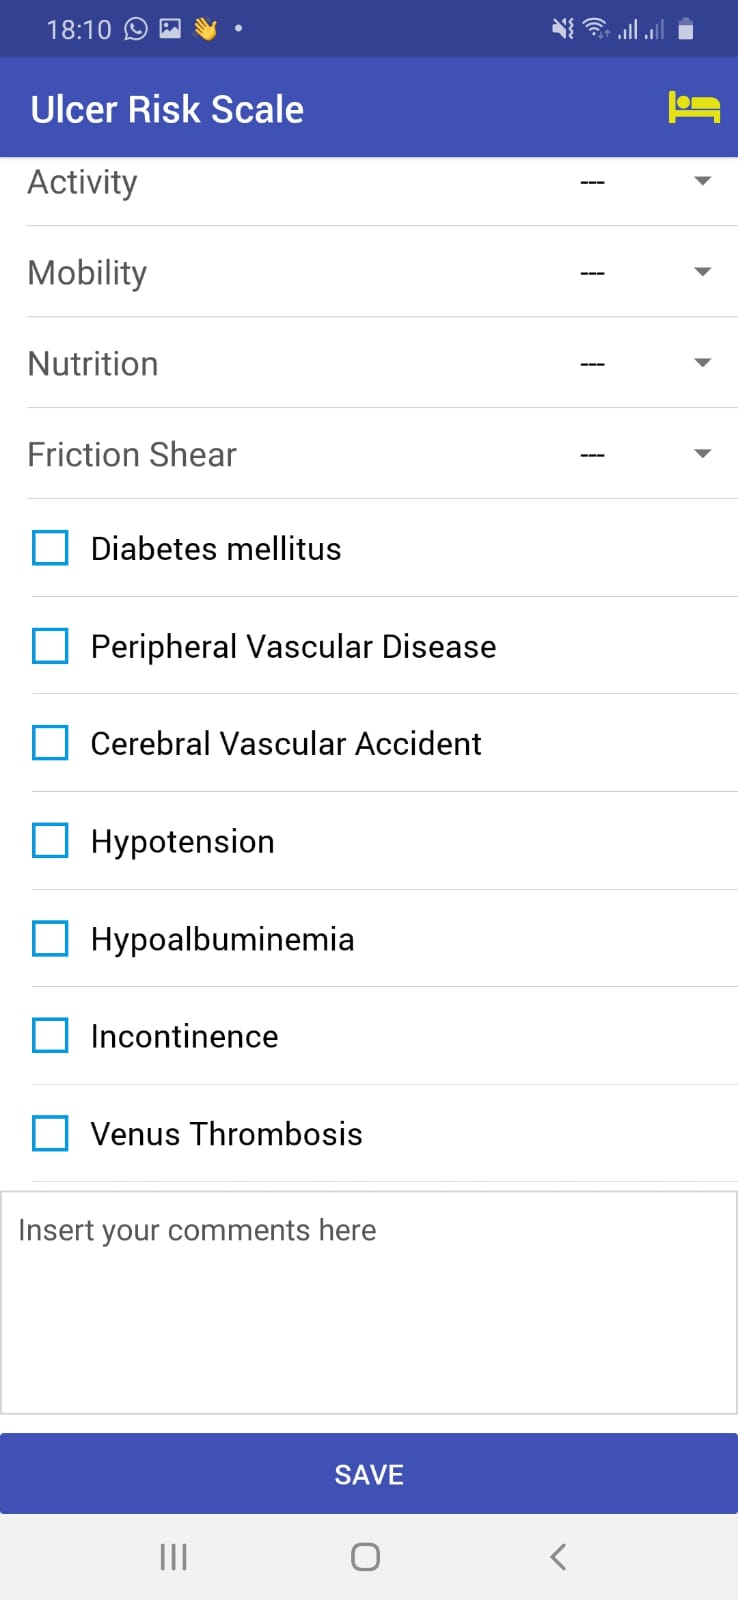 18:10
Ulcer Risk Scale
Activity ---
Mobility ---
Nutrition ---
Friction Shear ---
Diabetes mellitus
Peripheral Vascular Disease
Cerebral Vascular Accident
Hypotension
Hypoalbuminemia
Incontinence
Venus Thrombosis
Insert your comments here
SAVE